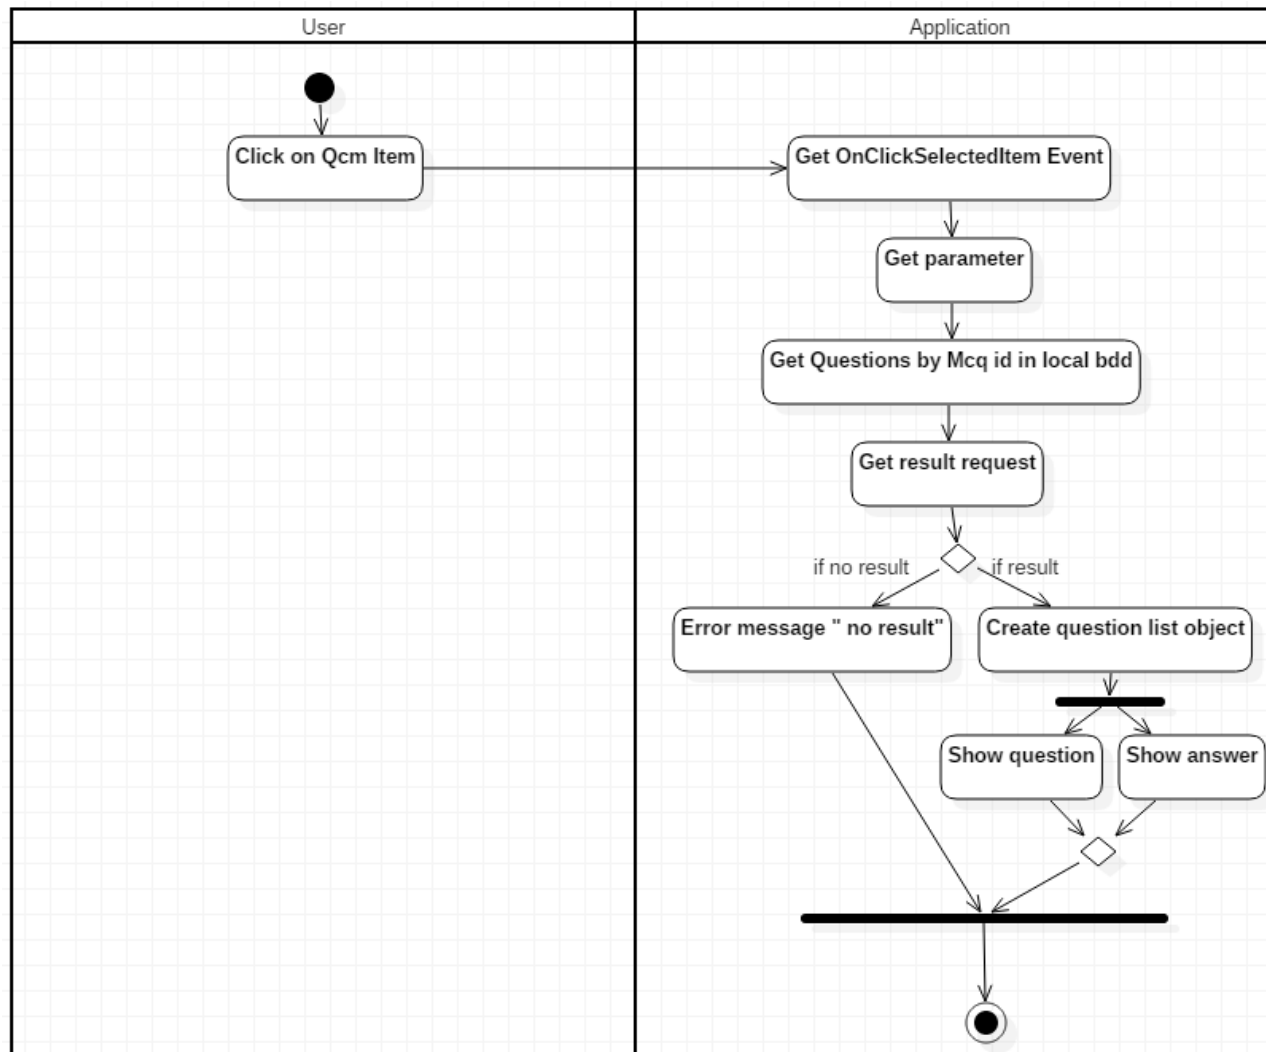 User
Application
Click on Qcm Item
Get OnClickSelectedItem Event
Get parameter
Get Questions by Mcq id in local bdd
Get result request
if no result
if result
Error message " no result"
Create question list object
Show question
Show answer